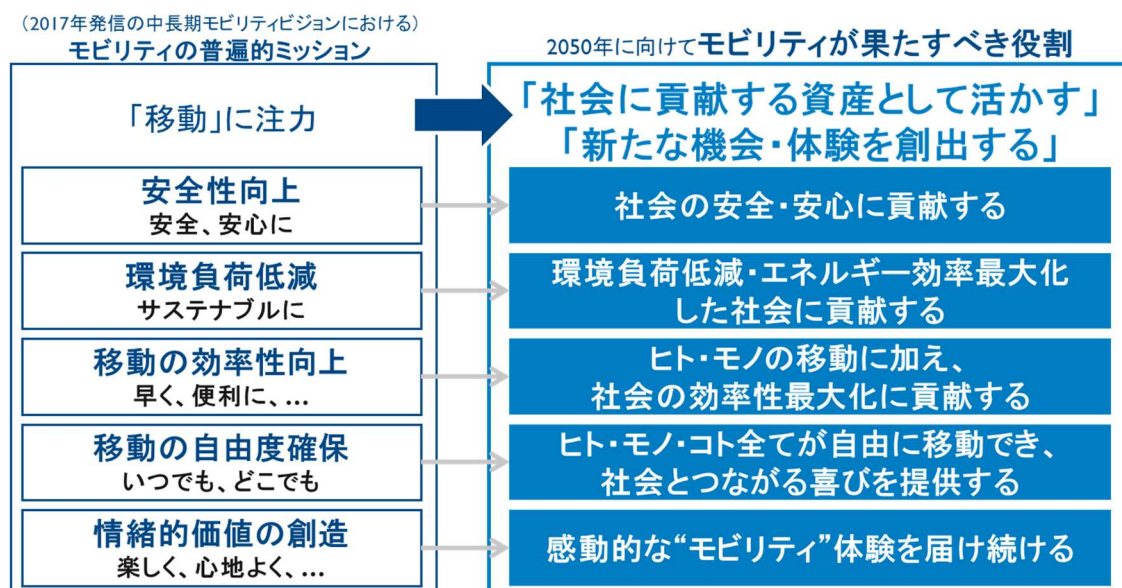 （2017年発信の中長期モビリティビジョンにおける）
モビリティの普遍的ミッション
「移動」に注力
安全性向上
安全、安心に
環境負荷低減
サステナブルに
移動の効率性向上
早く、便利に、…
移動の自由度確保
いつでも、どこでも
情緒的価値の創造
楽しく、心地よく、…
2050年に向けてモビリティが果たすべき役割
「社会に貢献する資産として活かす」
「新たな機会・体験を創出する」
社会の安全・安心に貢献する
環境負荷低減・エネルギー効率最大化
した社会に貢献する
ヒト・モノの移動に加え、
社会の効率性最大化に貢献する
ヒト・モノ・コト全てが自由に移動でき、
社会とつながる喜びを提供する
感動的な“モビリティ”体験を届け続ける